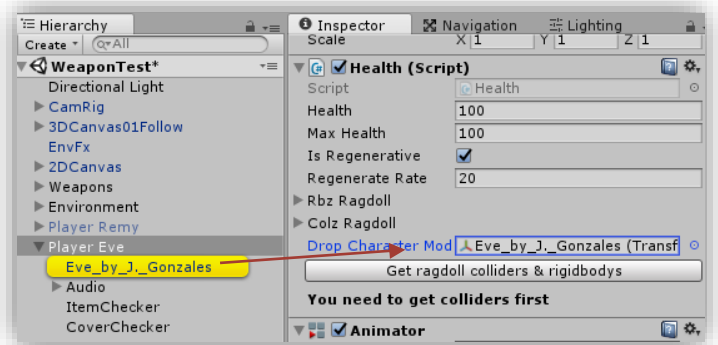 Hierarchy
Create All
WeaponTest*
Directional Light
CamRig
3DCanvas01Follow
EnvFx
2DCanvas
Weapons
Environment
Player Remy
Player Eve
Eve_by_J._Gonzales
Audio
ItemChecker
CoverChecker
Inspector Navigation Lighting
Scale X 1 Y 1 Z 1
Health (Script)
Script Health
Health 100
Max Health 100
Is Regenerative
Regenerate Rate 20
Rbz Ragdoll
Colz Ragdoll
Drop Character Mod Eve_by_J._Gonzales (Transf
Get ragdoll colliders & rigidbodys
You need to get colliders first
Animator